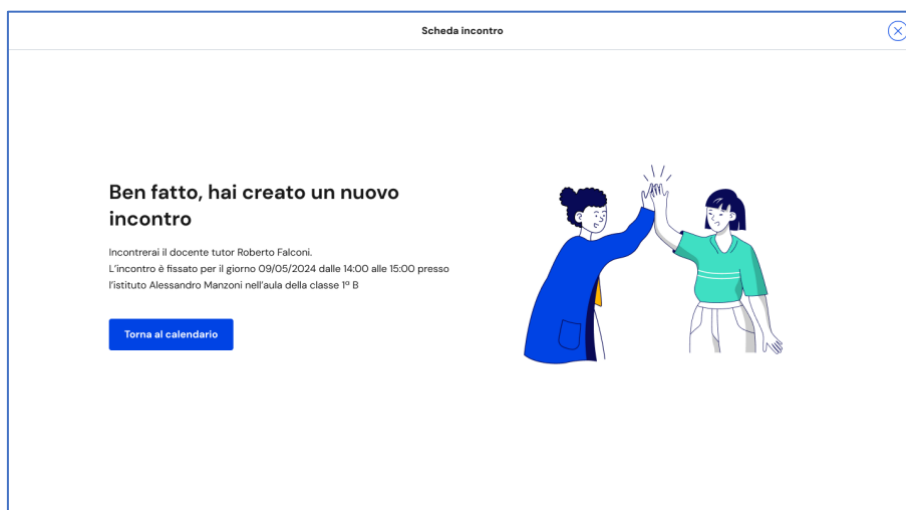 Scheda incontro
Ben fatto, hai creato un nuovo
incontro
Incontrerai il docente tutor Roberto Falconi.
L'incontro è fissato per il giorno 09/05/2024 dalle 14:00 alle 15:00 presso
l'istituto Alessandro Manzoni nell'aula della classe 1º B
Torna al calendario